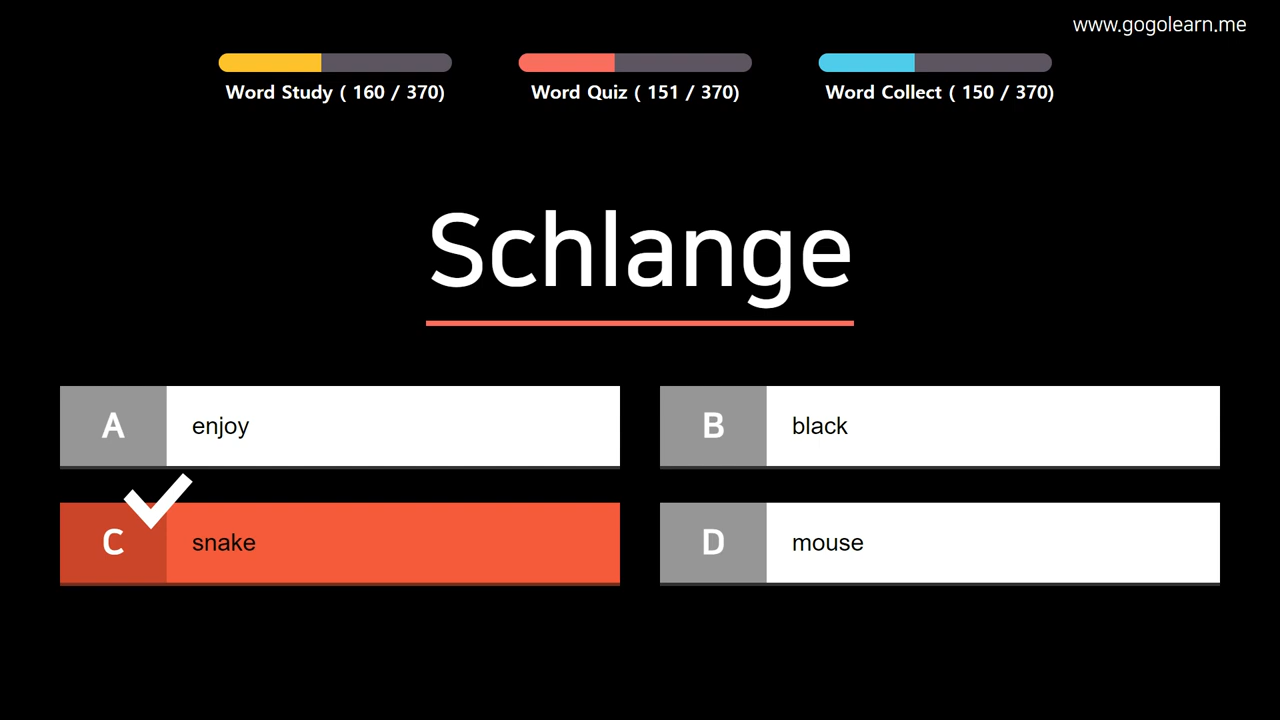 www.gogolearn.me
Word Study ( 160 / 370)
Word Quiz ( 151 / 370)
Word Collect ( 150 / 370)
Schlange
A enjoy
B black
C snake
D mouse